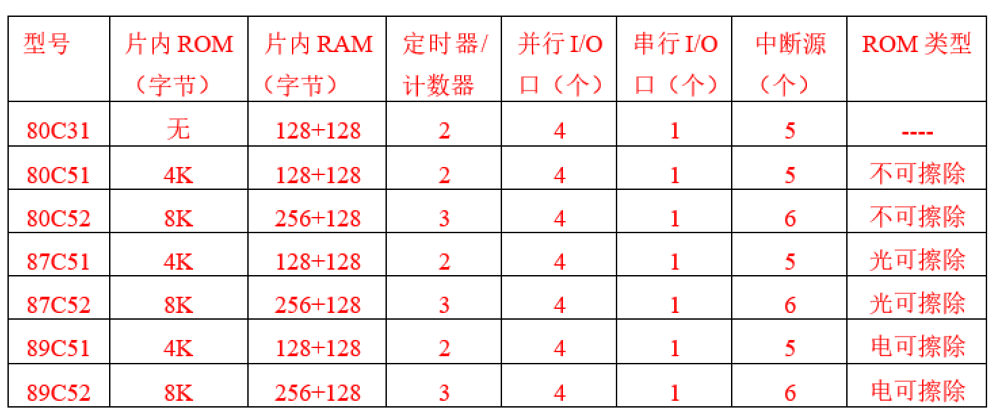 型号 片内 ROM（字节） 片内 RAM（字节） 定时器/计数器 并行 I/O 口（个） 串行 I/O 口（个） 中断源（个） ROM 类型
80C31 无 128+128 2 4 1 5 ----
80C51 4K 128+128 2 4 1 5 不可擦除
80C52 8K 256+128 3 4 1 6 不可擦除
87C51 4K 128+128 2 4 1 5 光可擦除
87C52 8K 256+128 3 4 1 6 光可擦除
89C51 4K 128+128 2 4 1 5 电可擦除
89C52 8K 256+128 3 4 1 6 电可擦除